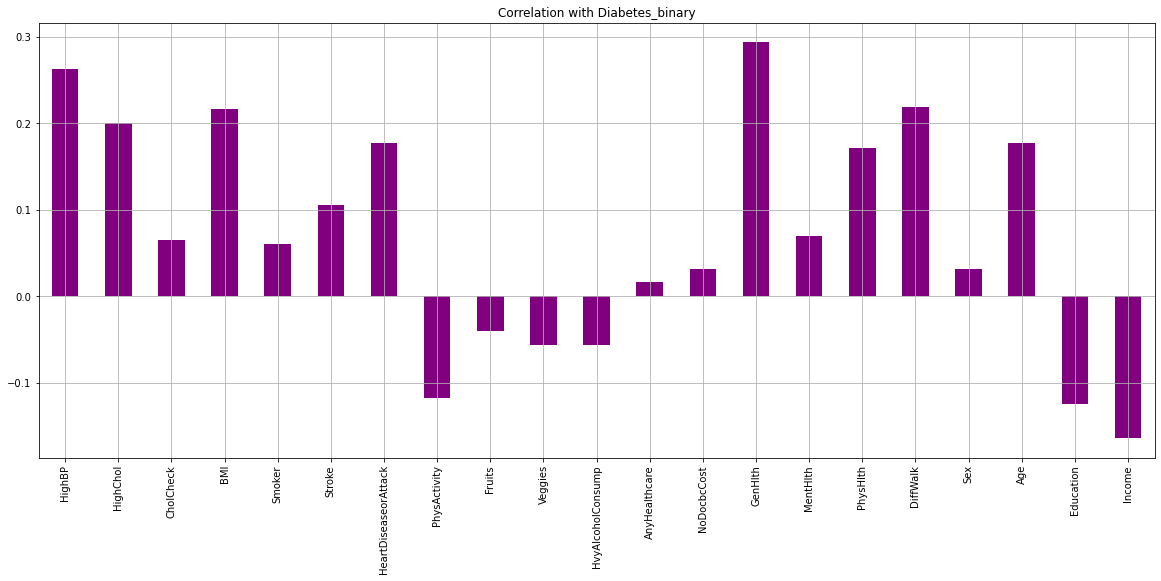 Correlation with Diabetes_binary
0.3
0.2
0.1
0.0
−0.1
HighBP
HighChol
CholCheck
BMI
Smoker
Stroke
HeartDiseaseorAttack
PhysActivity
Fruits
Veggies
HvyAlcoholConsump
AnyHealthcare
NoDocbcCost
GenHlth
MentHlth
PhysHlth
DiffWalk
Sex
Age
Education
Income